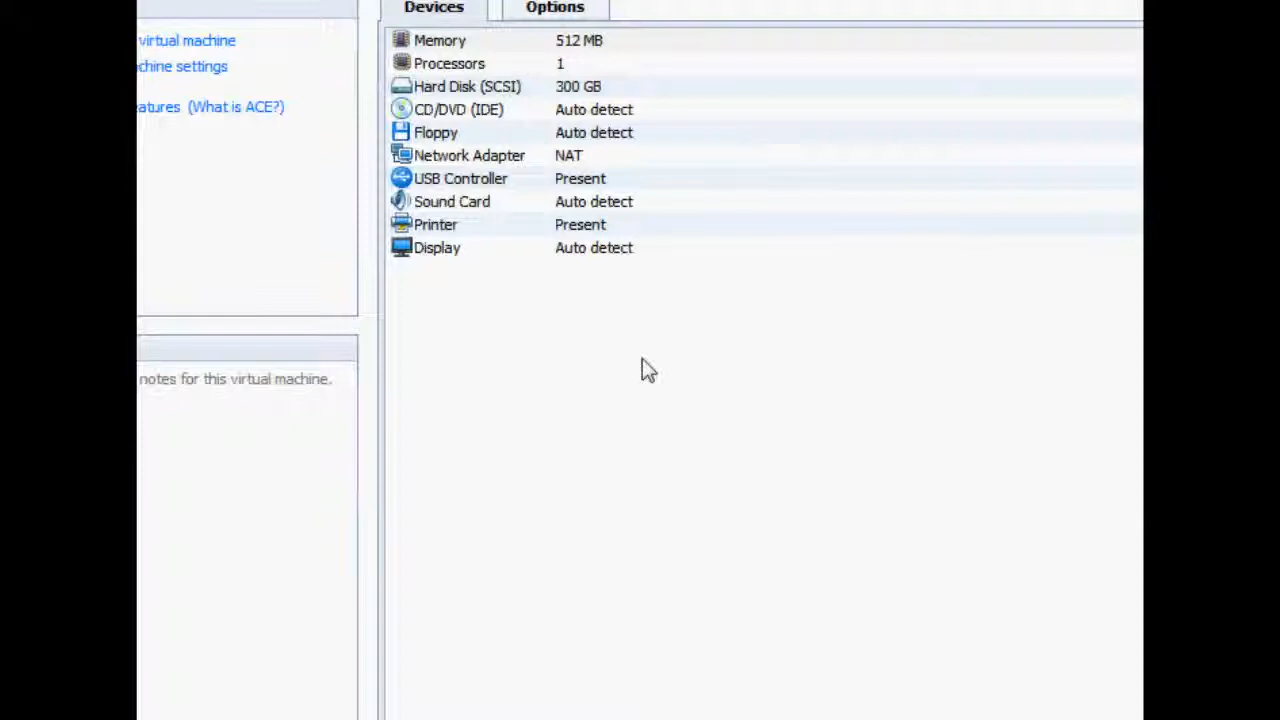 Devices Options
virtual machine
chine settings
atures (What is ACE?)
Memory 512 MB
Processors 1
Hard Disk (SCSI) 300 GB
CD/DVD (IDE) Auto detect
Floppy Auto detect
Network Adapter NAT
USB Controller Present
Sound Card Auto detect
Printer Present
Display Auto detect
notes for this virtual machine.